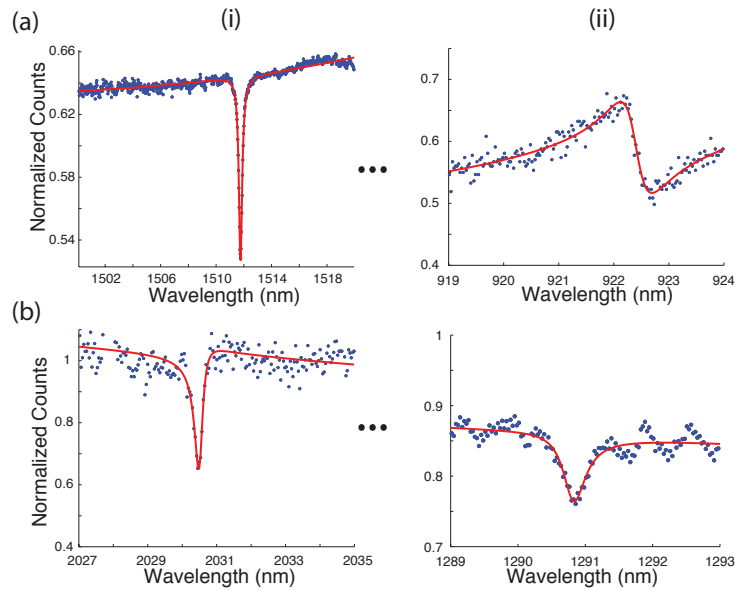 (i) (ii)
(a)
0.66
0.62
0.58
0.54
Normalized Counts
1502 1506 1510 1514 1518
Wavelength (nm)
•••
0.7
0.6
0.5
0.4
919 920 921 922 923 924
Wavelength (nm)
(b)
1
0.8
0.6
0.4
Normalized Counts
2027 2029 2031 2033 2035
Wavelength (nm)
•••
1
0.9
0.8
0.7
1289 1290 1291 1292 1293
Wavelength (nm)